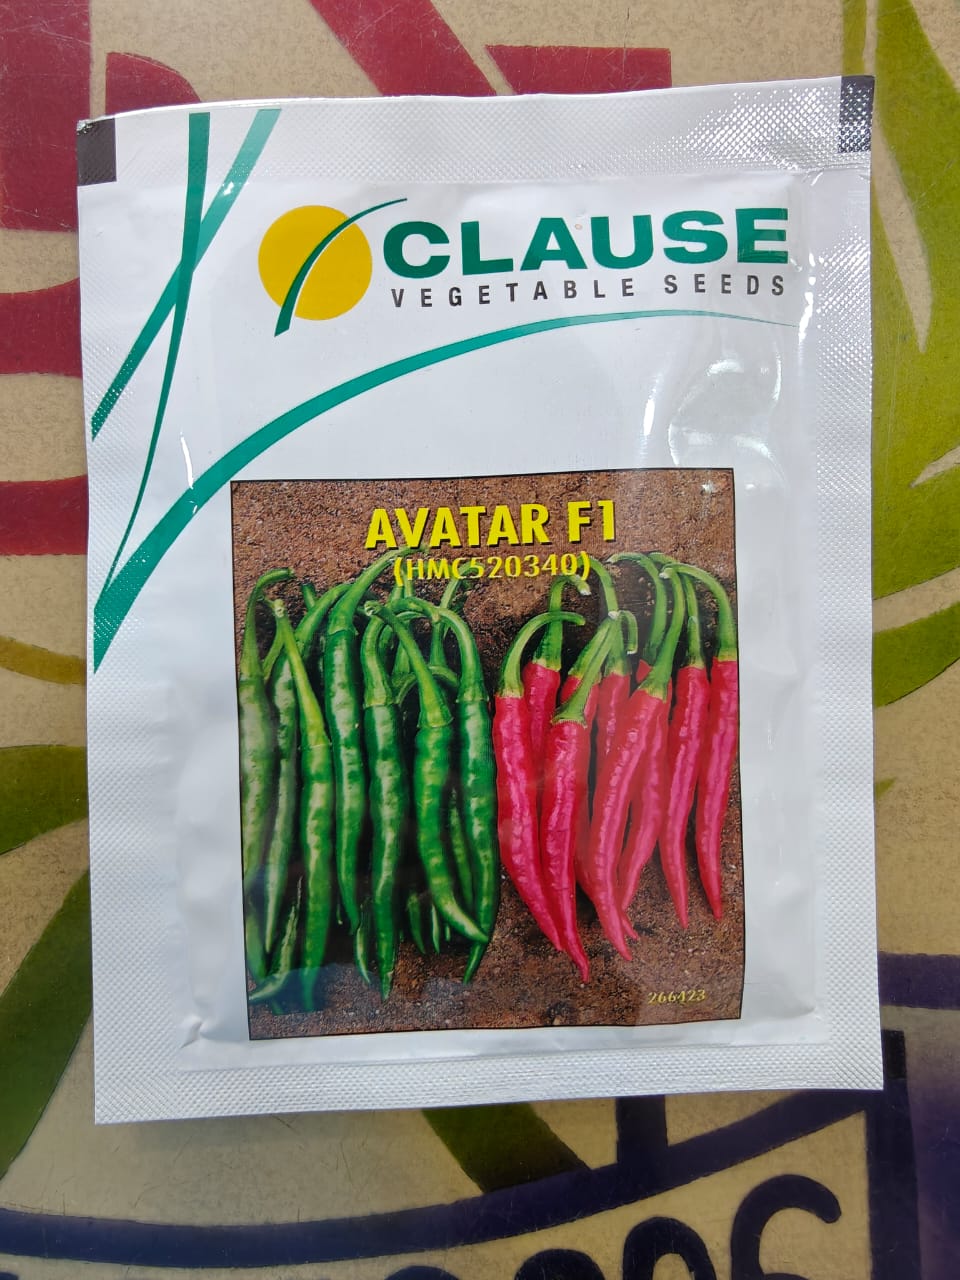 CLAUSE
VEGETABLE SEEDS
AVATAR F1
(HMC520340)
266423